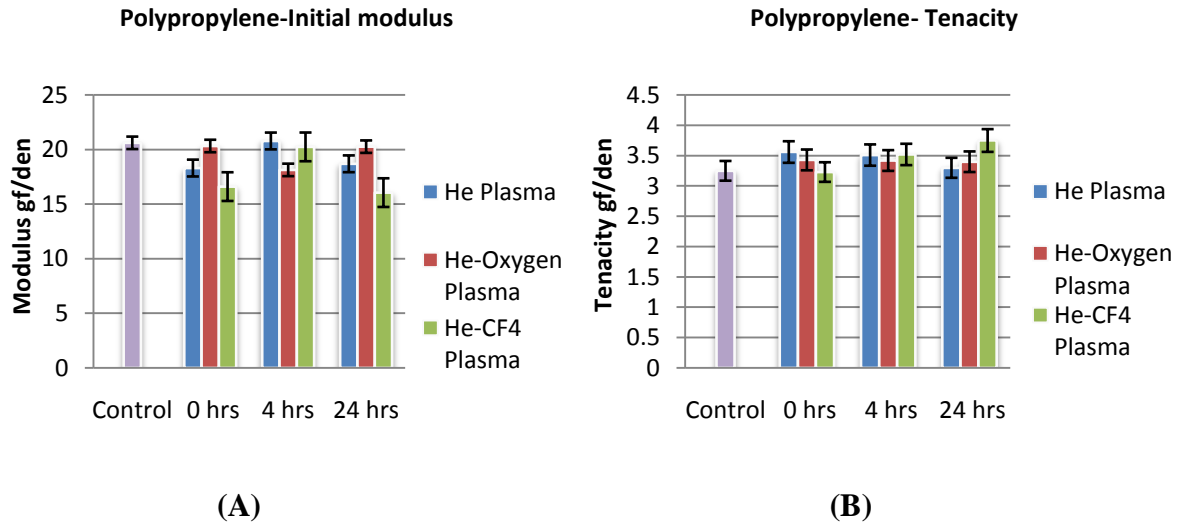 Polypropylene-Initial modulus
Modulus gf/den
25
20
15
10
5
0
Control 0 hrs 4 hrs 24 hrs
He Plasma
He-Oxygen
Plasma
He-CF4
Plasma
(A)
Polypropylene- Tenacity
Tenacity gf/den
4.5
4
3.5
3
2.5
2
1.5
1
0.5
0
Control 0 hrs 4 hrs 24 hrs
He Plasma
He-Oxygen
Plasma
He-CF4
Plasma
(B)